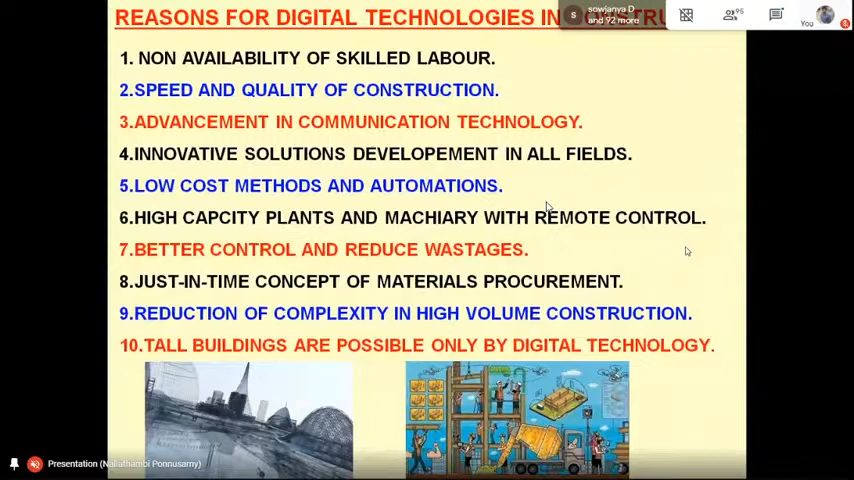 REASONS FOR DIGITAL TECHNOLOGIES IN
sowjanya D
and 92 more
S
95
You
1. NON AVAILABILITY OF SKILLED LABOUR.
2.SPEED AND QUALITY OF CONSTRUCTION.
3.ADVANCEMENT IN COMMUNICATION TECHNOLOGY.
4.INNOVATIVE SOLUTIONS DEVELOPEMENT IN ALL FIELDS.
5.LOW COST METHODS AND AUTOMATIONS.
6.HIGH CAPCITY PLANTS AND MACHIARY WITH REMOTE CONTROL.
7.BETTER CONTROL AND REDUCE WASTAGES.
8.JUST-IN-TIME CONCEPT OF MATERIALS PROCUREMENT.
9.REDUCTION OF COMPLEXITY IN HIGH VOLUME CONSTRUCTION.
10.TALL BUILDINGS ARE POSSIBLE ONLY BY DIGITAL TECHNOLOGY.
Presentation (Nallathambi Ponnusamy)